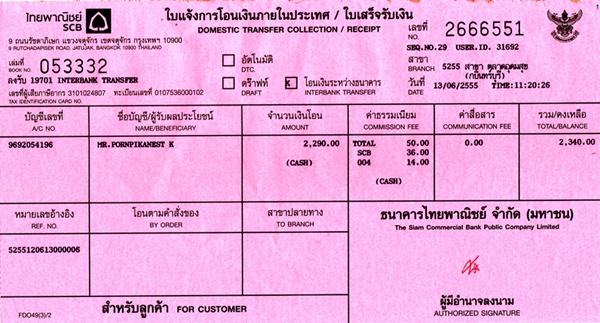 ไทยพาณิชย์
SCB
ใบแจ้งการโอนเงินภายในประเทศ / ใบเสร็จรับเงิน
DOMESTIC TRANSFER COLLECTION / RECEIPT
เลขที่
NO.
2666551
9 ถนนรัชดาภิเษก แขวงจตุจักร เขตจตุจักร กรุงเทพฯ 10900
9 RUTCHADAPISEK ROAD, JATUJAK, BANGKOK 10900 THAILAND
SEQ.NO.29 USER.ID. 31692
เล่มที่
BOOK NO.
053332
อัตโนมัติ
DTC.
สาขา
BRANCH
5255 สาขา ตลาดอุดมสุข
(กบินทร์บุรี)
ลงรับ 19701 INTERBANK TRANSFER
ดร๊าฟท์
DRAFT
X
โอนเงินระหว่างธนาคาร
INTERBANK TRANSFER
วันที่
DATE
13/06/2555 TIME:11:20:26
เลขที่ผู้เสียภาษีอากร 3101024807 ทะเบียนเลขที่ 0107536000102
TAX IDENTIFICATION CARD NO.
บัญชีเลขที่ ชื่อบัญชี/ผู้รับผลประโยชน์ จำนวนเงินโอน ค่าธรรมเนียม ค่าสื่อสาร รวม/คงเหลือ
A/C NO. NAME/BENEFICIARY AMOUNT COMMISSION FEE COMMUNICATION FEE TOTAL/BALANCE
9692054196 MR.PORNPIKANEST K 2,290.00 TOTAL 50.00 0.00 2,340.00
SCB 36.00
(CASH) 004 14.00
(CASH)
หมายเลขอ้างอิง โอนตามคำสั่งของ สาขาปลายทาง
REF. NO. BY ORDER TO BRANCH
ธนาคารไทยพาณิชย์ จำกัด (มหาชน)
The Siam Commercial Bank Public Company Limited
5255120613000006
ผู้มีอำนาจลงนาม
AUTHORIZED SIGNATURE
FDO49(3)/2
สำหรับลูกค้า FOR CUSTOMER